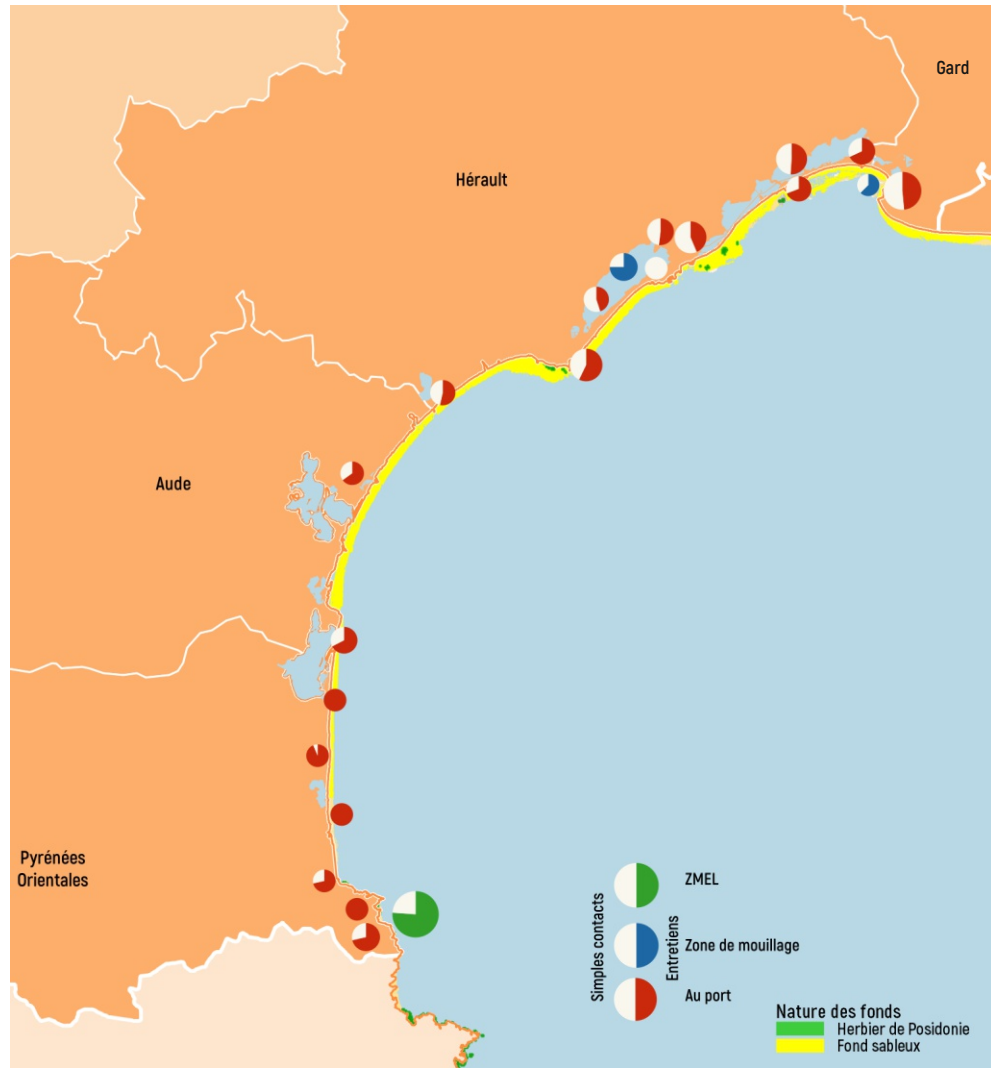 Gard
Hérault
Aude
Pyrénées
Orientales
Simples contacts
Entretiens
ZMEL
Zone de mouillage
Au port
Nature des fonds
Herbier de Posidonie
Fond sableux